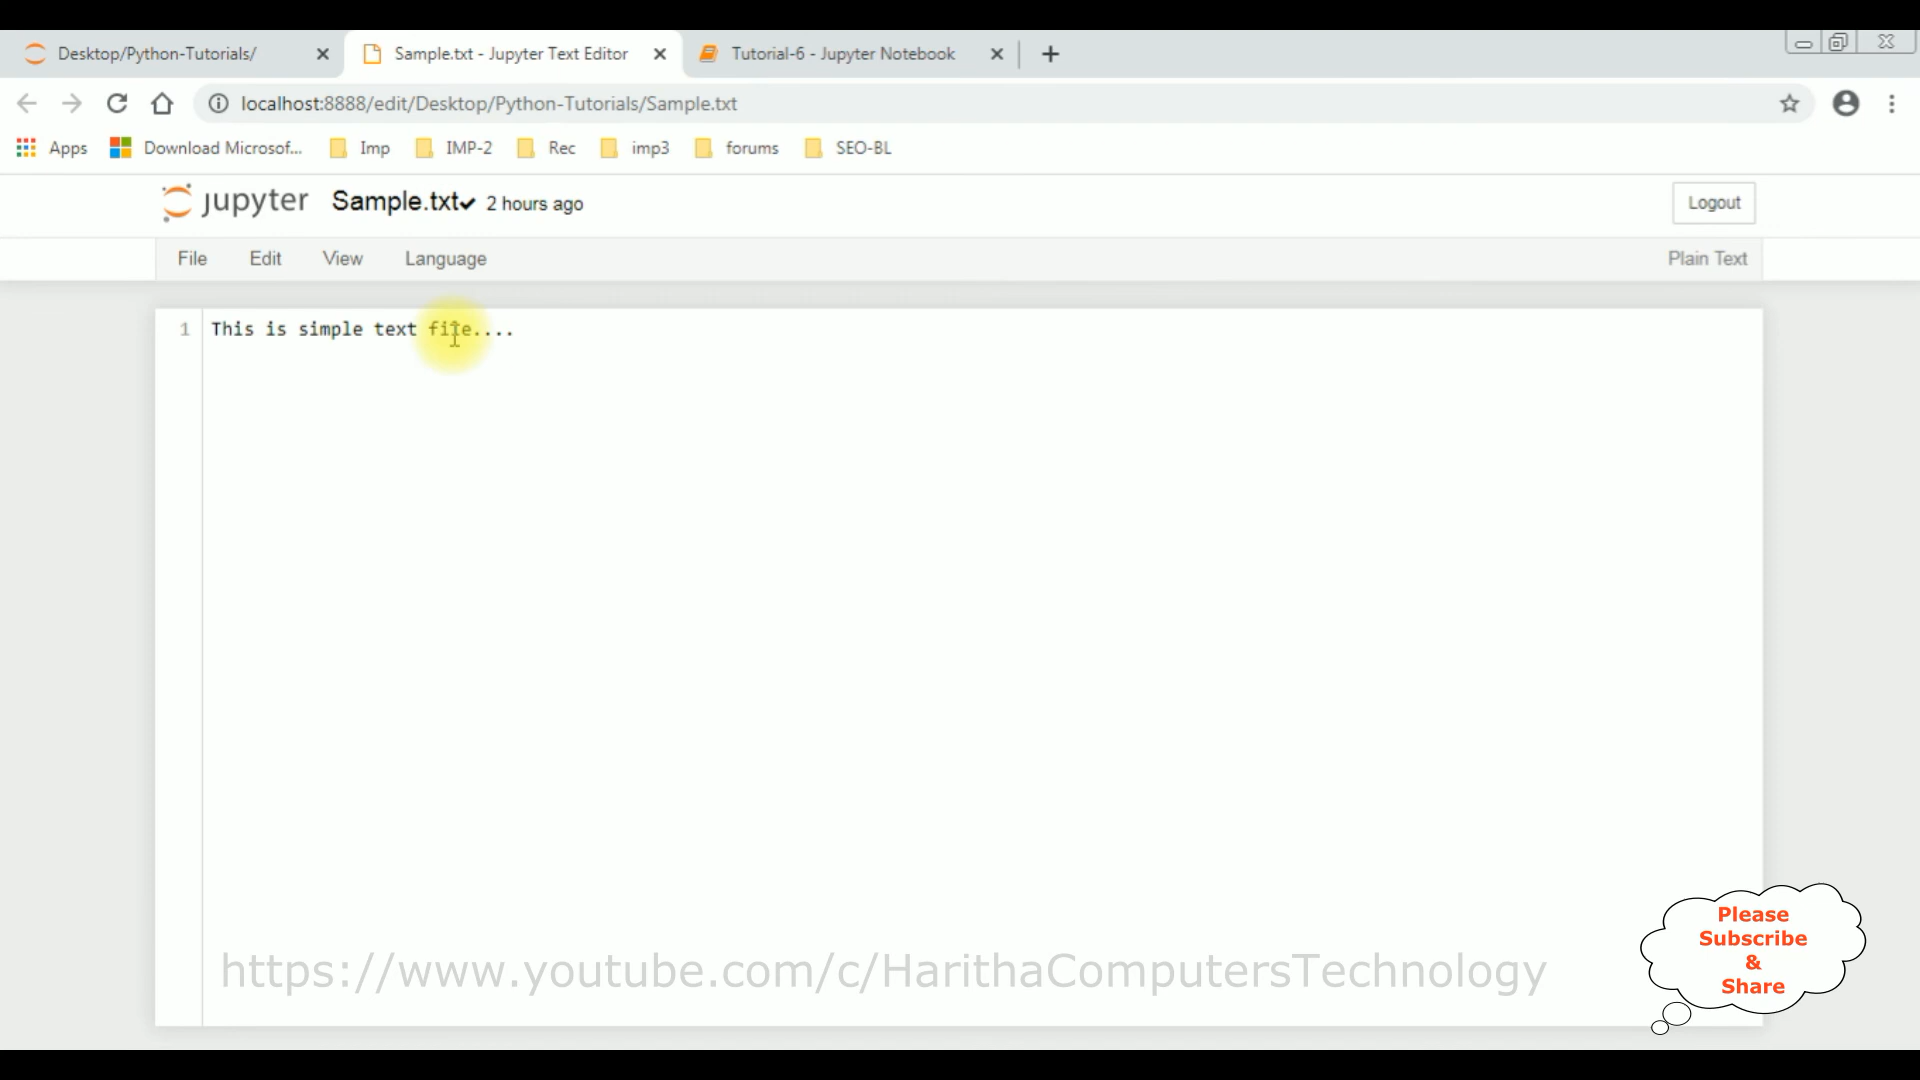 Desktop/Python-Tutorials/
Sample.txt - Jupyter Text Editor
Tutorial-6 - Jupyter Notebook
localhost:8888/edit/Desktop/Python-Tutorials/Sample.txt
Apps
Download Microsof...
Imp
IMP-2
Rec
imp3
forums
SEO-BL
jupyter
Sample.txt
2 hours ago
Logout
File
Edit
View
Language
Plain Text
1
This is simple text file....
Please
Subscribe
&
Share
https://www.youtube.com/c/HarithaComputersTechnology